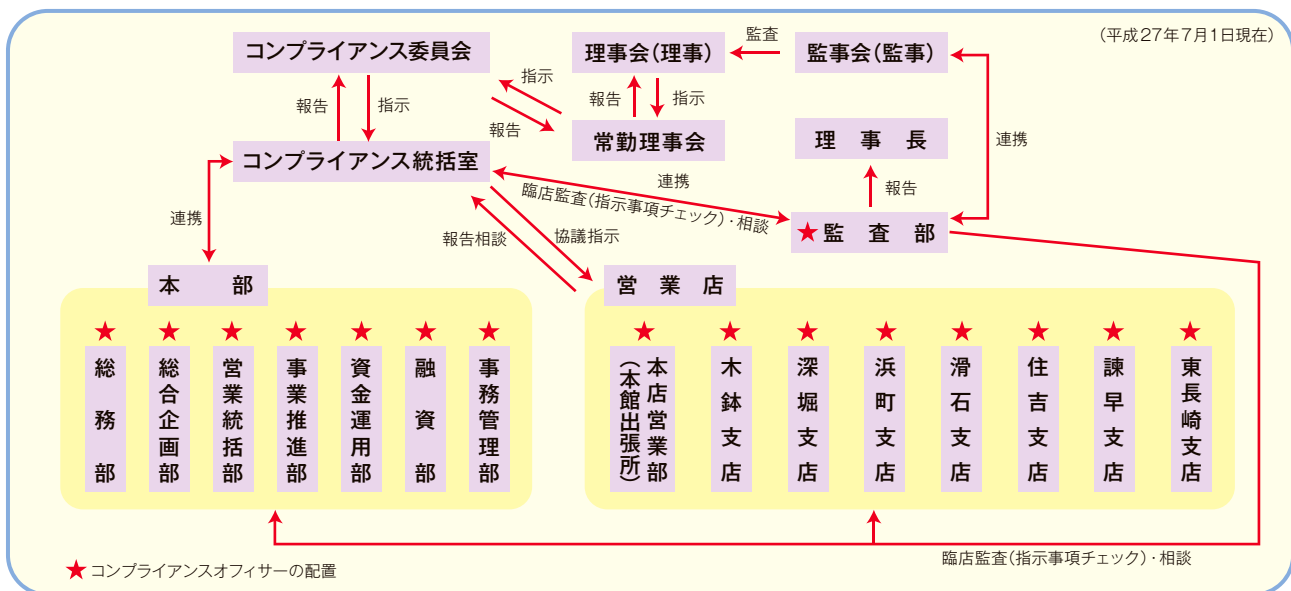 (平成27年7月1日現在)
コンプライアンス委員会
理事会(理事)
監査
監事会(監事)
報告
指示
指示
報告
報告
指示
常勤理事会
理事長
連携
コンプライアンス統括室
報告
連携
臨店監査(指示事項チェック)・相談
★監査部
連携
報告相談
協議指示
本部
営業店
★ ★ ★ ★ ★ ★ ★
総務部
総合企画部
営業統括部
事業推進部
資金運用部
融資部
事務管理部
★ ★ ★ ★ ★ ★ ★ ★
本店営業部
(本館出張所)
木鉢支店
深堀支店
浜町支店
滑石支店
住吉支店
諫早支店
東長崎支店
臨店監査(指示事項チェック)・相談
★コンプライアンスオフィサーの配置